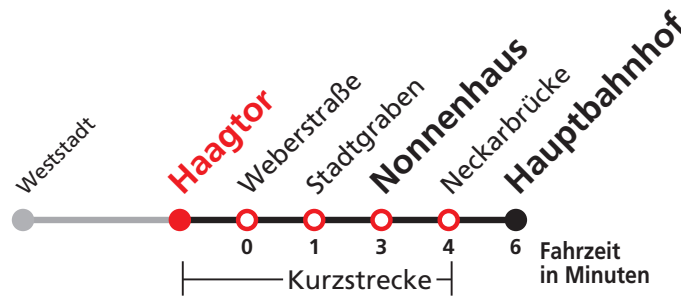 Weststadt
Haagtor
Weberstraße
Stadtgraben
Nonnenhaus
Neckarbrücke
Hauptbahnhof
0 1 3 4 6 Fahrzeit
in Minuten
Kurzstrecke